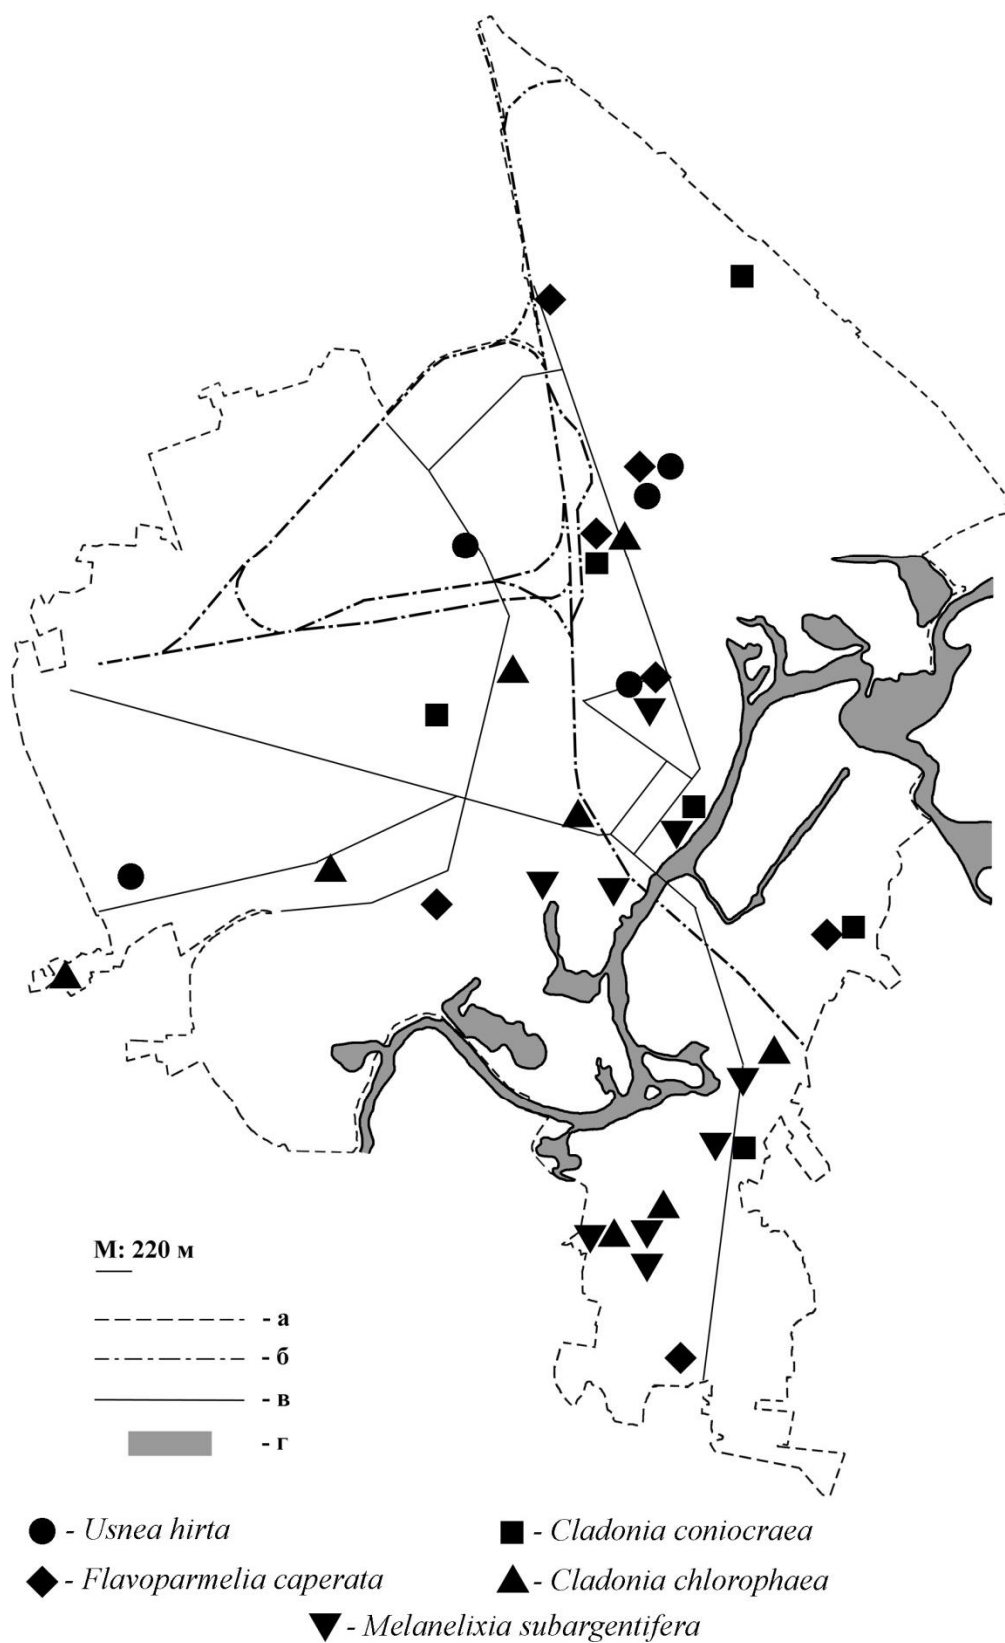 М: 220 м
- а
- б
- в
- г
- Usnea hirta
- Cladonia coniocraea
- Flavoparmelia caperata
- Cladonia chlorophaea
- Melanelixia subargentifera